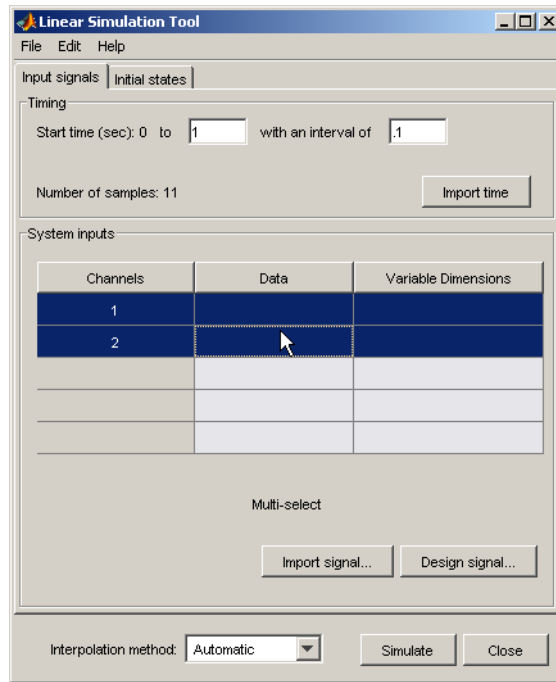 Linear Simulation Tool
File Edit Help
Input signals Initial states
Timing
Start time (sec): 0 to 1 with an interval of .1
Number of samples: 11 Import time
System inputs
Channels Data Variable Dimensions
1
2
Multi-select
Import signal... Design signal...
Interpolation method: Automatic Simulate Close